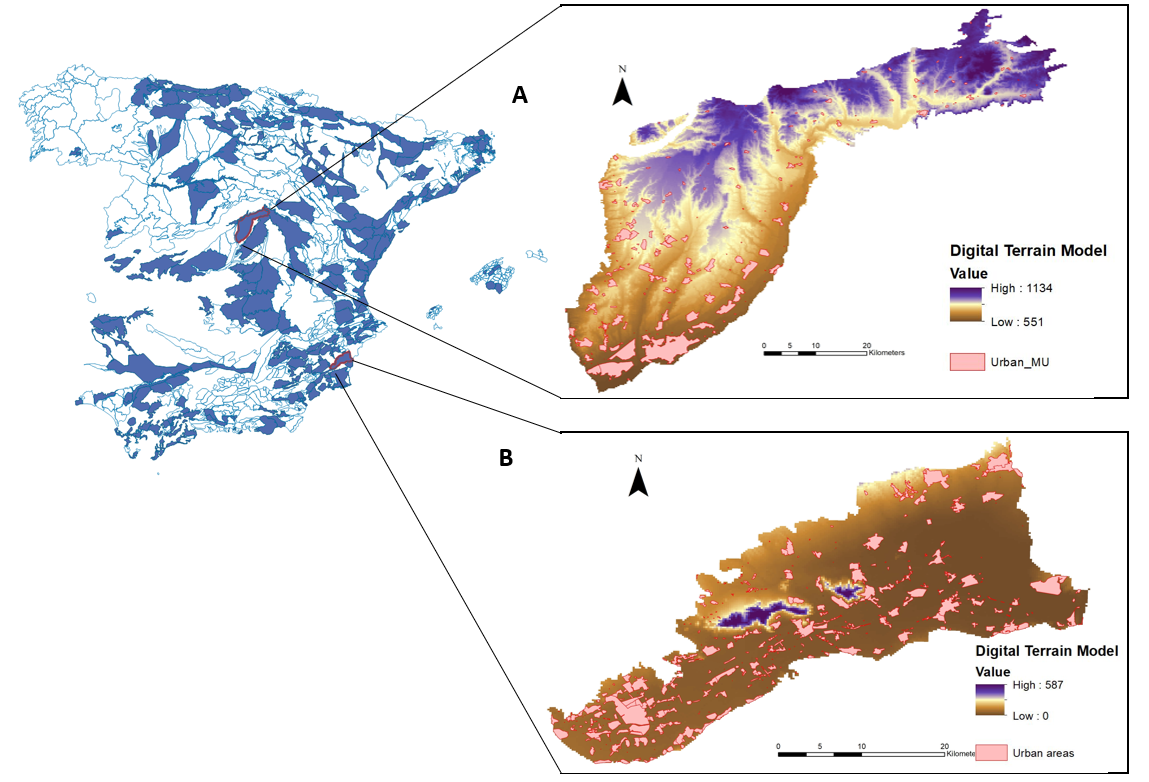 A
N
Digital Terrain Model
Value
High : 1134
Low : 551
0 5 10 20
Kilometers
Urban_MU
B
N
Digital Terrain Model
Value
High : 587
Low : 0
0 5 10 20
Kilomete
Urban areas